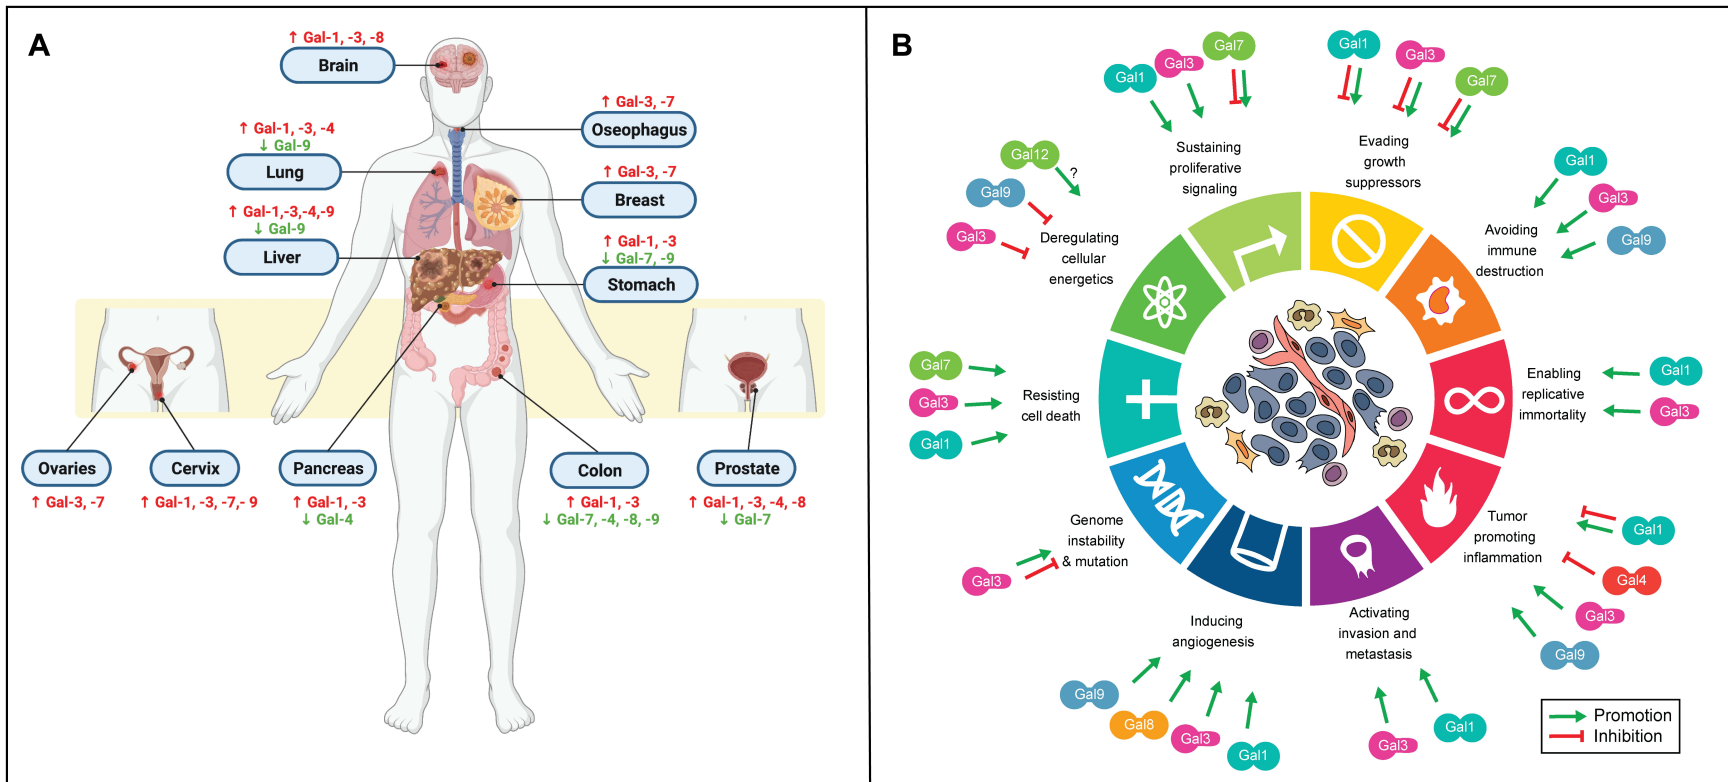 A
↑ Gal-1, -3, -8
Brain
↑ Gal-3, -7
Oseophagus
↑ Gal-1, -3, -4
↓ Gal-9
Lung
↑ Gal-3, -7
Breast
↑ Gal-1,-3,-4,-9
↓ Gal-9
Liver
↑ Gal-1, -3
↓ Gal-7, -9
Stomach
Ovaries
↑ Gal-3, -7
Cervix
↑ Gal-1, -3, -7,- 9
Pancreas
↑ Gal-1, -3
↓ Gal-4
Colon
↑ Gal-1, -3
↓ Gal-7, -4, -8, -9
Prostate
↑ Gal-1, -3, -4, -8
↓ Gal-7
B
Gal1
Gal3
Gal7
Sustaining
proliferative
signaling
Gal1
Gal3
Gal7
Evading
growth
suppressors
Gal12
?
Gal9
Gal3
Deregulating
cellular
energetics
Gal1
Gal3
Gal9
Avoiding
immune
destruction
Gal7
Gal3
Gal1
Resisting
cell death
Enabling
replicative
immortality
Gal1
Gal3
Genome
instability
& mutation
Gal3
Tumor
promoting
inflammation
Gal1
Gal4
Gal3
Gal9
Inducing
angiogenesis
Gal9
Gal8
Gal3
Gal1
Activating
invasion and
metastasis
Gal3
Gal1
Promotion
Inhibition